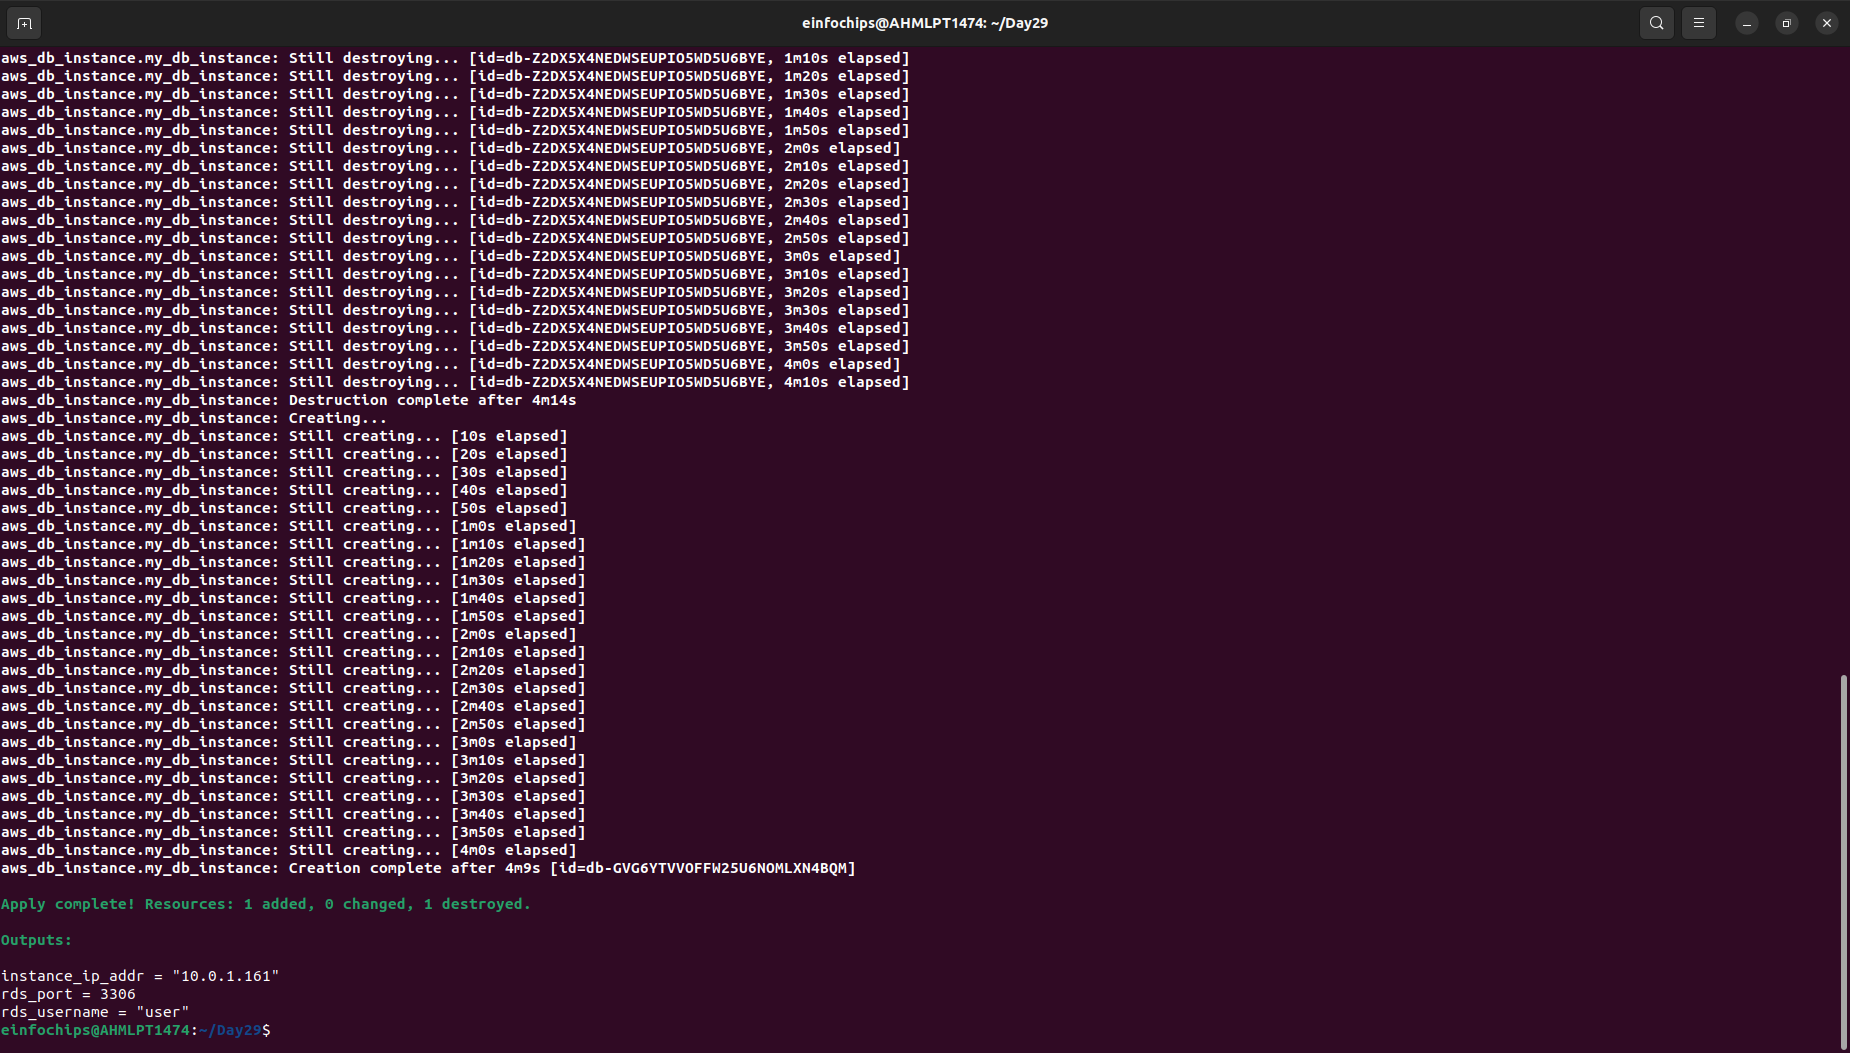 einfochips@AHMLPT1474: ~/Day29
aws_db_instance.my_db_instance: Still destroying... [id=db-Z2DX5X4NEDWSEUPIO5WD5U6BYE, 1m10s elapsed]
aws_db_instance.my_db_instance: Still destroying... [id=db-Z2DX5X4NEDWSEUPIO5WD5U6BYE, 1m20s elapsed]
aws_db_instance.my_db_instance: Still destroying... [id=db-Z2DX5X4NEDWSEUPIO5WD5U6BYE, 1m30s elapsed]
aws_db_instance.my_db_instance: Still destroying... [id=db-Z2DX5X4NEDWSEUPIO5WD5U6BYE, 1m40s elapsed]
aws_db_instance.my_db_instance: Still destroying... [id=db-Z2DX5X4NEDWSEUPIO5WD5U6BYE, 1m50s elapsed]
aws_db_instance.my_db_instance: Still destroying... [id=db-Z2DX5X4NEDWSEUPIO5WD5U6BYE, 2m0s elapsed]
aws_db_instance.my_db_instance: Still destroying... [id=db-Z2DX5X4NEDWSEUPIO5WD5U6BYE, 2m10s elapsed]
aws_db_instance.my_db_instance: Still destroying... [id=db-Z2DX5X4NEDWSEUPIO5WD5U6BYE, 2m20s elapsed]
aws_db_instance.my_db_instance: Still destroying... [id=db-Z2DX5X4NEDWSEUPIO5WD5U6BYE, 2m30s elapsed]
aws_db_instance.my_db_instance: Still destroying... [id=db-Z2DX5X4NEDWSEUPIO5WD5U6BYE, 2m40s elapsed]
aws_db_instance.my_db_instance: Still destroying... [id=db-Z2DX5X4NEDWSEUPIO5WD5U6BYE, 2m50s elapsed]
aws_db_instance.my_db_instance: Still destroying... [id=db-Z2DX5X4NEDWSEUPIO5WD5U6BYE, 3m0s elapsed]
aws_db_instance.my_db_instance: Still destroying... [id=db-Z2DX5X4NEDWSEUPIO5WD5U6BYE, 3m10s elapsed]
aws_db_instance.my_db_instance: Still destroying... [id=db-Z2DX5X4NEDWSEUPIO5WD5U6BYE, 3m20s elapsed]
aws_db_instance.my_db_instance: Still destroying... [id=db-Z2DX5X4NEDWSEUPIO5WD5U6BYE, 3m30s elapsed]
aws_db_instance.my_db_instance: Still destroying... [id=db-Z2DX5X4NEDWSEUPIO5WD5U6BYE, 3m40s elapsed]
aws_db_instance.my_db_instance: Still destroying... [id=db-Z2DX5X4NEDWSEUPIO5WD5U6BYE, 3m50s elapsed]
aws_db_instance.my_db_instance: Still destroying... [id=db-Z2DX5X4NEDWSEUPIO5WD5U6BYE, 4m0s elapsed]
aws_db_instance.my_db_instance: Still destroying... [id=db-Z2DX5X4NEDWSEUPIO5WD5U6BYE, 4m10s elapsed]
aws_db_instance.my_db_instance: Destruction complete after 4m14s
aws_db_instance.my_db_instance: Creating...
aws_db_instance.my_db_instance: Still creating... [10s elapsed]
aws_db_instance.my_db_instance: Still creating... [20s elapsed]
aws_db_instance.my_db_instance: Still creating... [30s elapsed]
aws_db_instance.my_db_instance: Still creating... [40s elapsed]
aws_db_instance.my_db_instance: Still creating... [50s elapsed]
aws_db_instance.my_db_instance: Still creating... [1m0s elapsed]
aws_db_instance.my_db_instance: Still creating... [1m10s elapsed]
aws_db_instance.my_db_instance: Still creating... [1m20s elapsed]
aws_db_instance.my_db_instance: Still creating... [1m30s elapsed]
aws_db_instance.my_db_instance: Still creating... [1m40s elapsed]
aws_db_instance.my_db_instance: Still creating... [1m50s elapsed]
aws_db_instance.my_db_instance: Still creating... [2m0s elapsed]
aws_db_instance.my_db_instance: Still creating... [2m10s elapsed]
aws_db_instance.my_db_instance: Still creating... [2m20s elapsed]
aws_db_instance.my_db_instance: Still creating... [2m30s elapsed]
aws_db_instance.my_db_instance: Still creating... [2m40s elapsed]
aws_db_instance.my_db_instance: Still creating... [2m50s elapsed]
aws_db_instance.my_db_instance: Still creating... [3m0s elapsed]
aws_db_instance.my_db_instance: Still creating... [3m10s elapsed]
aws_db_instance.my_db_instance: Still creating... [3m20s elapsed]
aws_db_instance.my_db_instance: Still creating... [3m30s elapsed]
aws_db_instance.my_db_instance: Still creating... [3m40s elapsed]
aws_db_instance.my_db_instance: Still creating... [3m50s elapsed]
aws_db_instance.my_db_instance: Still creating... [4m0s elapsed]
aws_db_instance.my_db_instance: Creation complete after 4m9s [id=db-GVG6YTVVOFFW25U6NOMLXN4BQM]
Apply complete! Resources: 1 added, 0 changed, 1 destroyed.
Outputs:
instance_ip_addr = "10.0.1.161"
rds_port = 3306
rds_username = "user"
einfochips@AHMLPT1474:~/Day29$